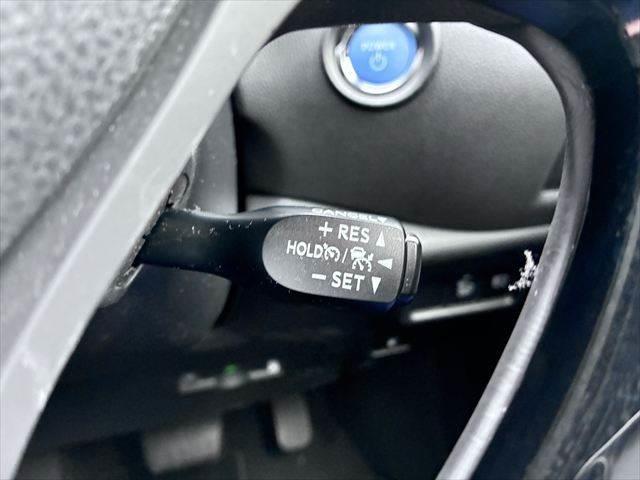 POWER
CANCEL
+ RES ▲
HOLD / ◀
− SET ▼